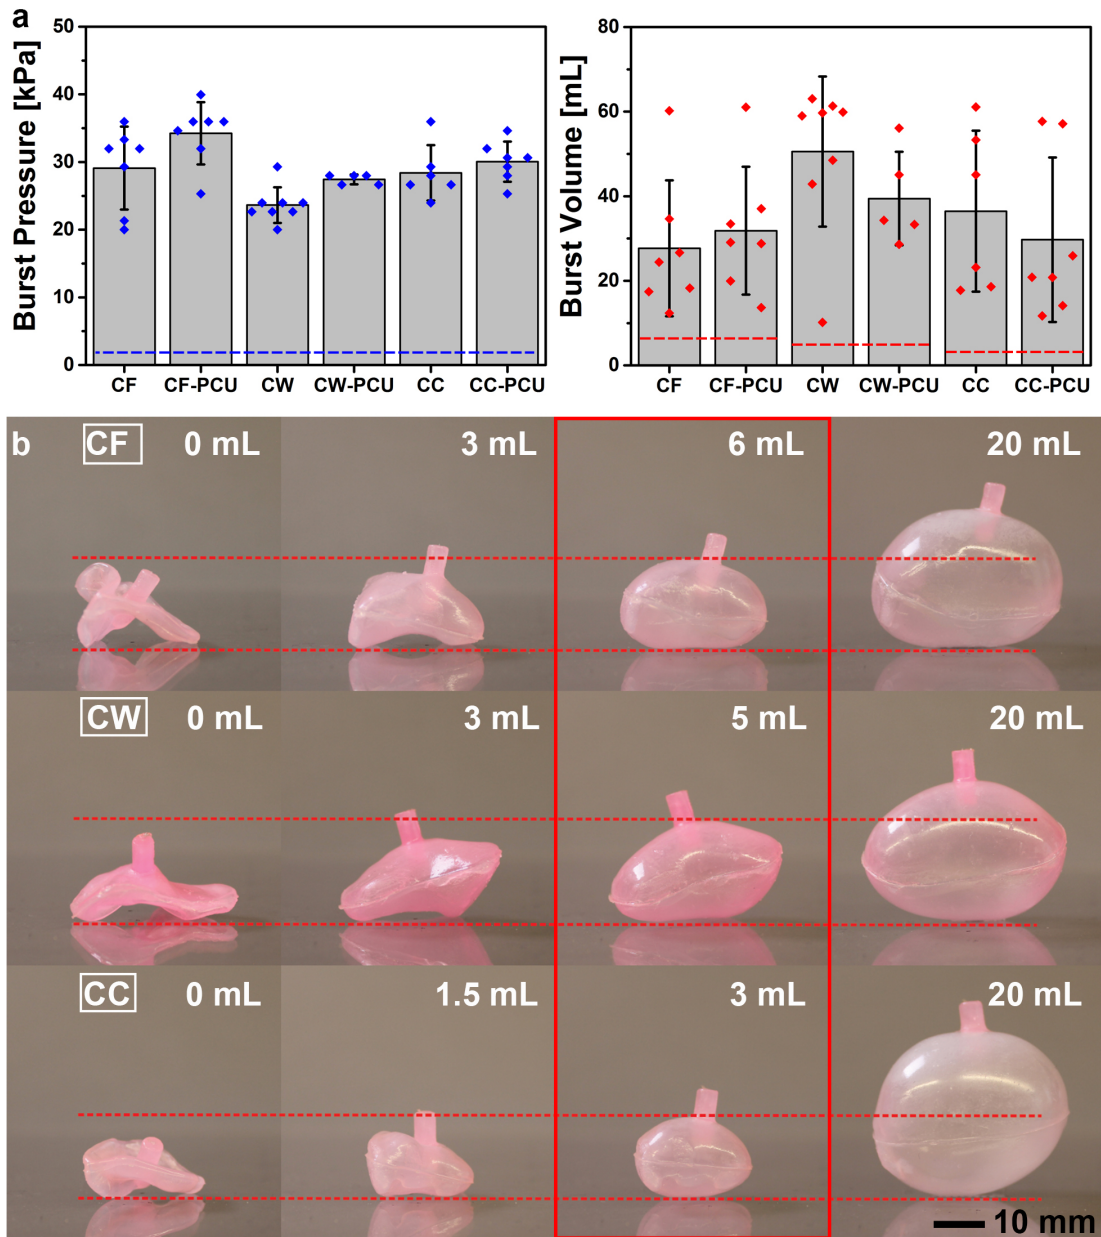 a
Burst Pressure [kPa]
50
40
30
20
10
0
CF CF-PCU CW CW-PCU CC CC-PCU
Burst Volume [mL]
80
60
40
20
0
CF CF-PCU CW CW-PCU CC CC-PCU
b CF 0 mL 3 mL 6 mL 20 mL
CW 0 mL 3 mL 5 mL 20 mL
CC 0 mL 1.5 mL 3 mL 20 mL
10 mm